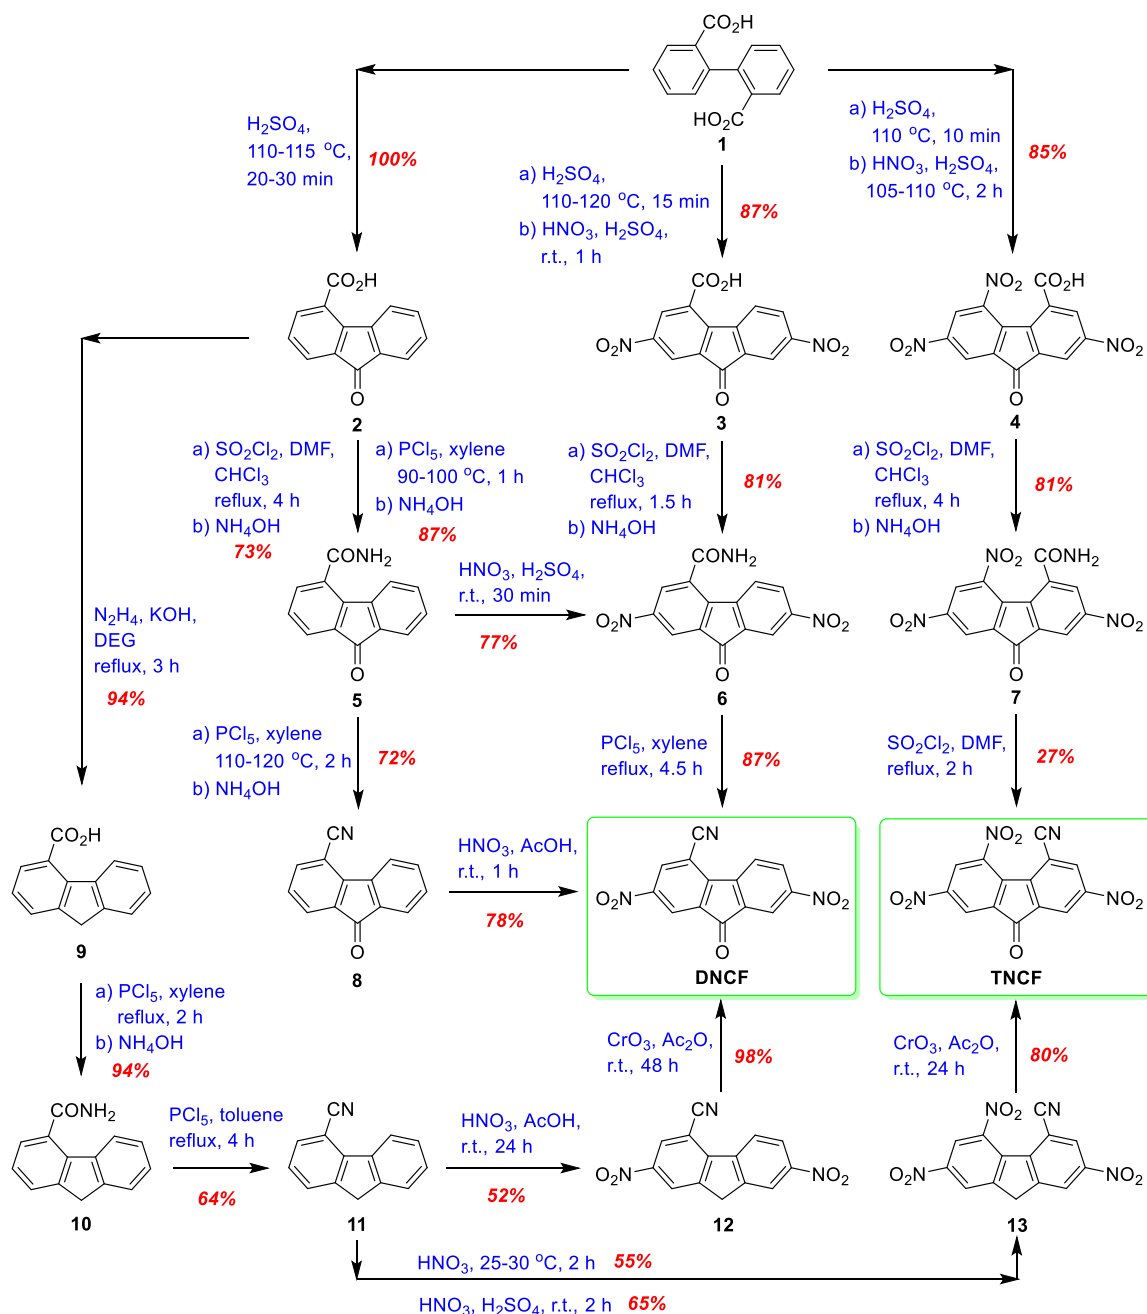 CO₂H
HO₂C
1
H₂SO₄,
110-115 °C,
20-30 min
100%
a) H₂SO₄,
110-120 °C, 15 min
b) HNO₃, H₂SO₄,
r.t., 1 h
87%
a) H₂SO₄,
110 °C, 10 min
b) HNO₃, H₂SO₄,
105-110 °C, 2 h
85%
CO₂H
O
2
CO₂H
NO₂
NO₂
O
3
NO₂
CO₂H
NO₂
NO₂
O
4
a) SO₂Cl₂, DMF,
CHCl₃
reflux, 4 h
b) NH₄OH
73%
a) PCl₅, xylene
90-100 °C, 1 h
b) NH₄OH
87%
a) SO₂Cl₂, DMF,
CHCl₃
reflux, 1.5 h
b) NH₄OH
81%
a) SO₂Cl₂, DMF,
CHCl₃
reflux, 4 h
b) NH₄OH
81%
N₂H₄, KOH,
DEG
reflux, 3 h
94%
CONH₂
O
5
HNO₃, H₂SO₄,
r.t., 30 min
77%
CONH₂
NO₂
NO₂
O
6
NO₂
CONH₂
NO₂
NO₂
O
7
a) PCl₅, xylene
110-120 °C, 2 h
b) NH₄OH
72%
PCl₅, xylene
reflux, 4.5 h
87%
SO₂Cl₂, DMF,
reflux, 2 h
27%
CO₂H
9
CN
O
8
HNO₃, AcOH,
r.t., 1 h
78%
CN
O₂N
NO₂
O
DNCF
NO₂
CN
O₂N
NO₂
O
TNCF
a) PCl₅, xylene
reflux, 2 h
b) NH₄OH
94%
CrO₃, Ac₂O,
r.t., 48 h
98%
CrO₃, Ac₂O,
r.t., 24 h
80%
CONH₂
10
PCl₅, toluene
reflux, 4 h
64%
CN
11
HNO₃, AcOH,
r.t., 24 h
52%
CN
NO₂
NO₂
12
NO₂
CN
NO₂
NO₂
13
HNO₃, 25-30 °C, 2 h 55%
HNO₃, H₂SO₄, r.t., 2 h 65%